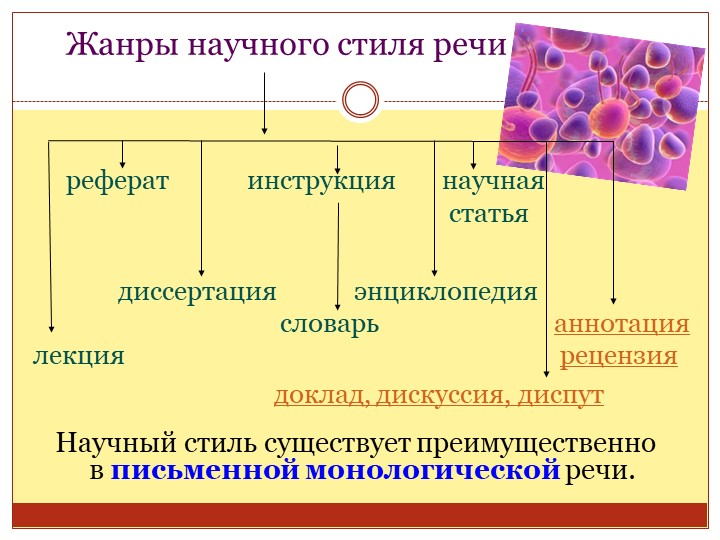 Жанры научного стиля речи
реферат инструкция научная
статья
диссертация энциклопедия
словарь аннотация
лекция рецензия
доклад, дискуссия, диспут
Научный стиль существует преимущественно
в письменной монологической речи.